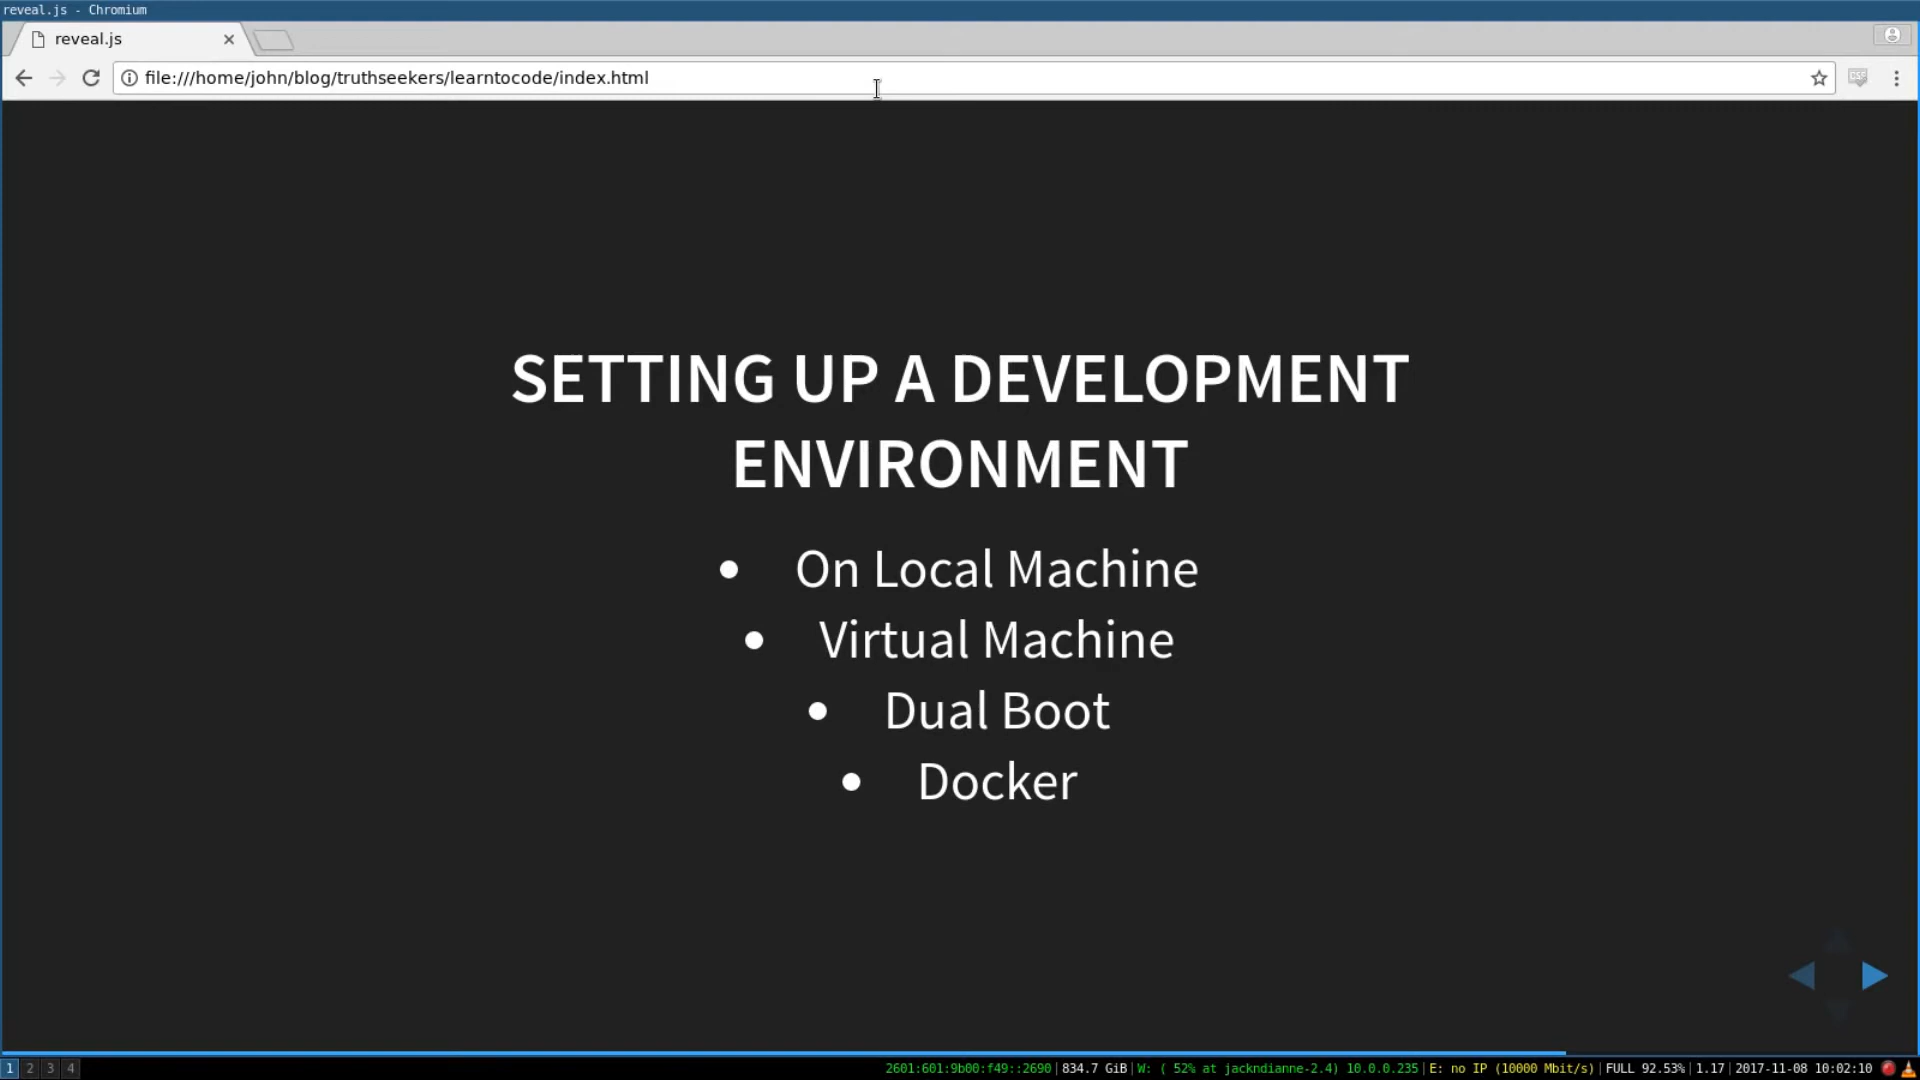 reveal.js - Chromium
reveal.js
file:///home/john/blog/truthseekers/learntocode/index.html
SETTING UP A DEVELOPMENT
ENVIRONMENT
• On Local Machine
• Virtual Machine
• Dual Boot
• Docker
1 2 3 4 2601:601:9b00:f49::2690|834.7 GiB|W: ( 52% at jackndianne-2.4) 10.0.0.235|E: no IP (10000 Mbit/s)|FULL 92.53%|1.17|2017-11-08 10:02:10